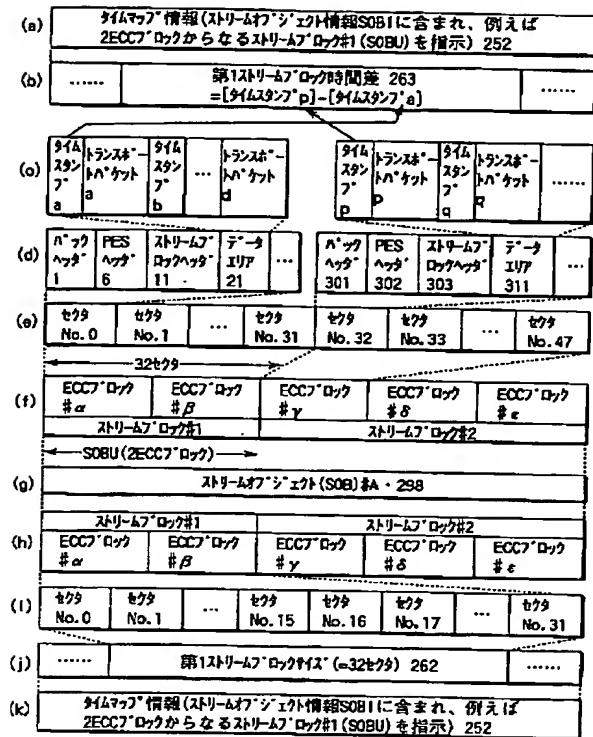 (a) タイムマップ情報(ストリームオブジェクト情報SOBIに含まれ、例えば
2ECCブロックからなるストリームブロック#1(SOBU)を指示) 252
(b) …… 第1ストリームブロック時間差 263 ……
=[タイムスタンプp]-[タイムスタンプa]
(c) タイムスタンプa トランスポートパケットa タイムスタンプb … トランスポートパケットd タイムスタンプp トランスポートパケットp タイムスタンプq トランスポートパケットq ……
(d) パックヘッダ1 PESヘッダ6 ストリームブロックヘッダ11 データエリア21 … パックヘッダ301 PESヘッダ302 ストリームブロックヘッダ303 データエリア311 …
(e) セクタNo.0 セクタNo.1 … セクタNo.31 セクタNo.32 セクタNo.33 … セクタNo.47
32セクタ
(f) ECCブロック#α ECCブロック#β ECCブロック#γ ECCブロック#δ ECCブロック#ε
ストリームブロック#1 ストリームブロック#2
SOBU(2ECCブロック)
(g) ストリームオブジェクト(SOB)#A・298
ストリームブロック#1 ストリームブロック#2
(h) ECCブロック#α ECCブロック#β ECCブロック#γ ECCブロック#δ ECCブロック#ε
(i) セクタNo.0 セクタNo.1 … セクタNo.15 セクタNo.16 セクタNo.17 … セクタNo.31
(j) …… 第1ストリームブロックサイズ(=32セクタ) 262 ……
(k) タイムマップ情報(ストリームオブジェクト情報SOBIに含まれ、例えば
2ECCブロックからなるストリームブロック#1(SOBU)を指示) 252